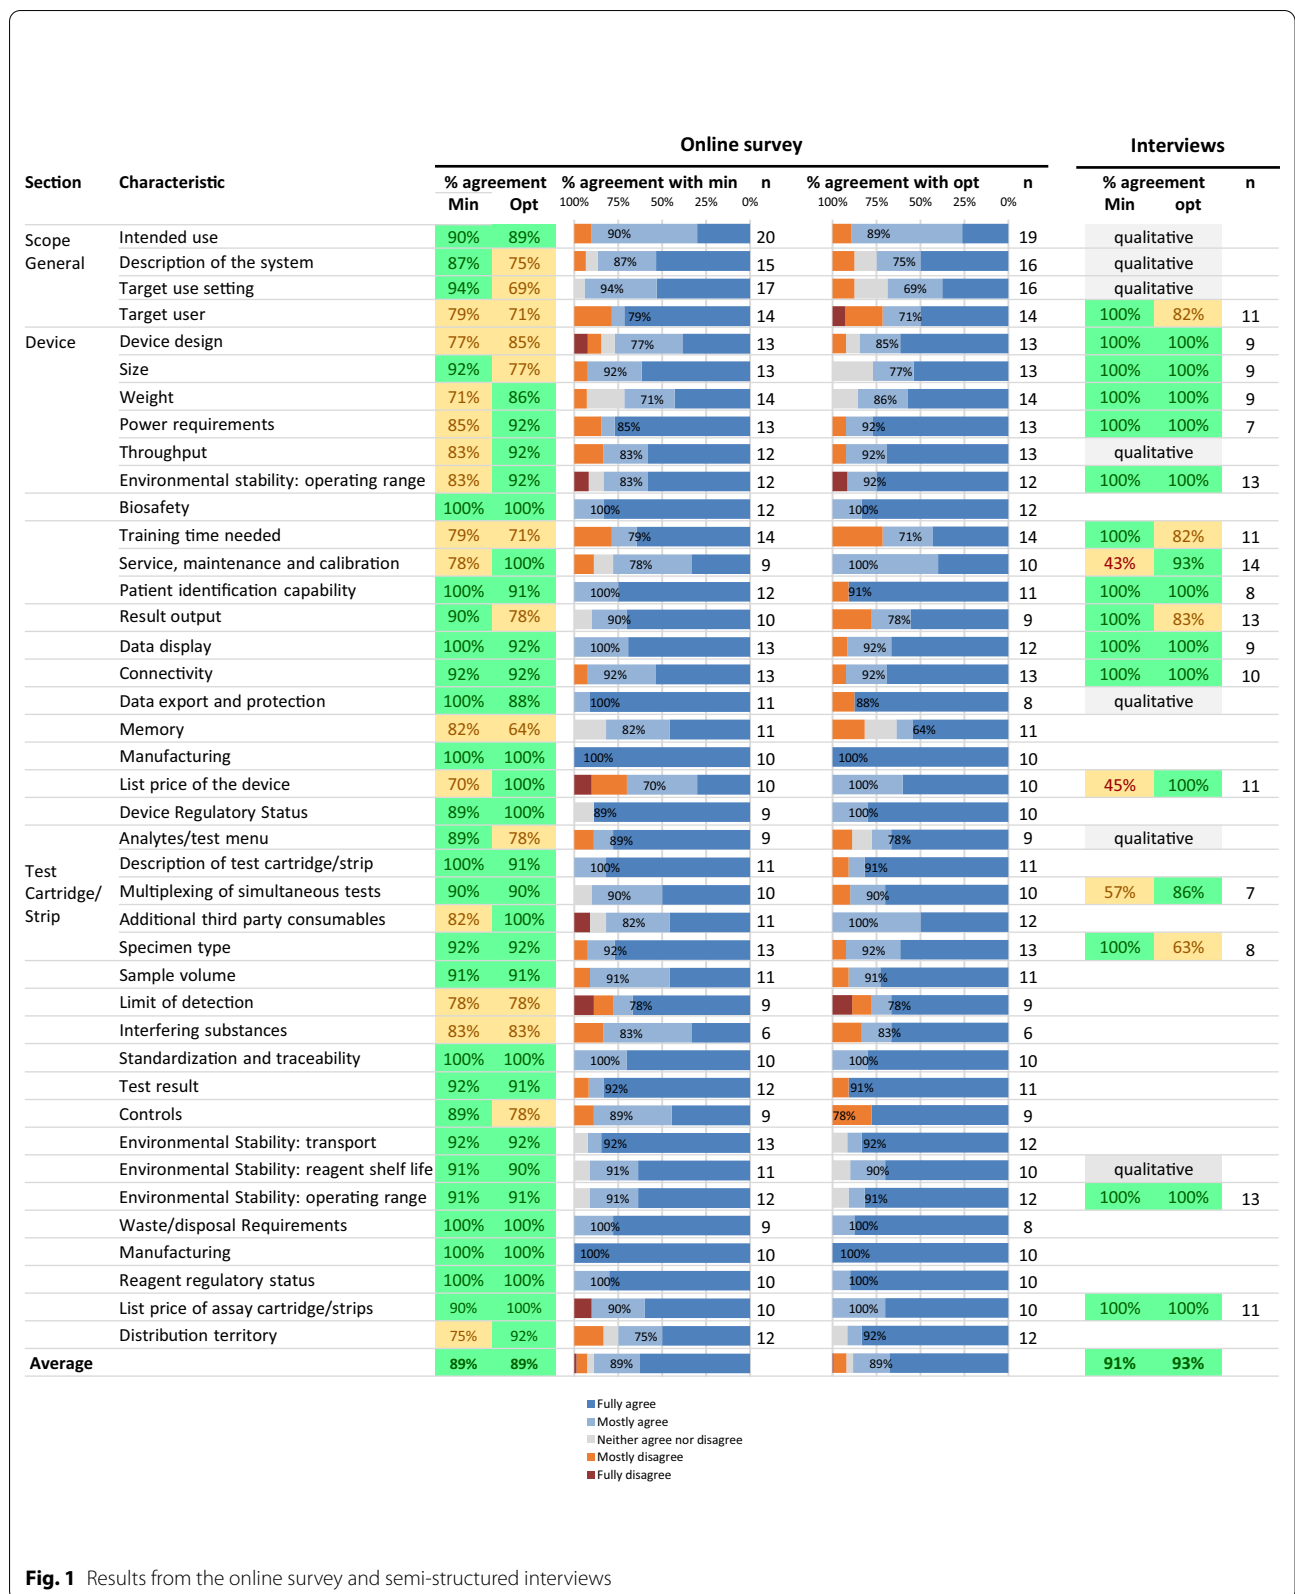 Online survey Interviews
Section Characteristic % agreement % agreement with min n % agreement with opt n % agreement n
Min Opt 100% 75% 50% 25% 0% 100% 75% 50% 25% 0% Min opt
Scope Intended use 90% 89% 90% 20 89% 19 qualitative
General Description of the system 87% 75% 87% 15 75% 16 qualitative
Target use setting 94% 69% 94% 17 69% 16 qualitative
Target user 79% 71% 79% 14 71% 14 100% 82% 11
Device Device design 77% 85% 77% 13 85% 13 100% 100% 9
Size 92% 77% 92% 13 77% 13 100% 100% 9
Weight 71% 86% 71% 14 86% 14 100% 100% 9
Power requirements 85% 92% 85% 13 92% 13 100% 100% 7
Throughput 83% 92% 83% 12 92% 13 qualitative
Environmental stability: operating range 83% 92% 83% 12 92% 12 100% 100% 13
Biosafety 100% 100% 83% 12 100% 12
Training time needed 79% 71% 79% 14 71% 14 100% 82% 11
Service, maintenance and calibration 78% 100% 78% 9 100% 10 43% 93% 14
Patient identification capability 100% 91% 100% 12 91% 11 100% 100% 8
Result output 90% 78% 90% 10 78% 9 100% 83% 13
Data display 100% 92% 100% 13 92% 12 100% 100% 9
Connectivity 92% 92% 92% 13 92% 13 100% 100% 10
Data export and protection 100% 88% 100% 11 88% 8 qualitative
Memory 82% 64% 82% 11 64% 11
Manufacturing 100% 100% 100% 10 100% 10
List price of the device 70% 100% 70% 10 100% 10 45% 100% 11
Device Regulatory Status 89% 100% 89% 9 100% 10
Analytes/test menu 89% 78% 89% 9 78% 9 qualitative
Test Description of test cartridge/strip 100% 91% 100% 11 91% 11
Cartridge/ Multiplexing of simultaneous tests 90% 90% 90% 10 90% 10 57% 86% 7
Strip Additional third party consumables 82% 100% 82% 11 100% 12
Specimen type 92% 92% 92% 13 92% 13 100% 63% 8
Sample volume 91% 91% 91% 11 91% 11
Limit of detection 78% 78% 78% 9 78% 9
Interfering substances 83% 83% 83% 6 83% 6
Standardization and traceability 100% 100% 100% 10 100% 10
Test result 92% 91% 92% 12 91% 11
Controls 89% 78% 89% 9 78% 9
Environmental Stability: transport 92% 92% 92% 13 92% 12
Environmental Stability: reagent shelf life 91% 90% 91% 11 90% 10 qualitative
Environmental Stability: operating range 91% 91% 91% 12 91% 12 100% 100% 13
Waste/disposal Requirements 100% 100% 100% 9 100% 8
Manufacturing 100% 100% 100% 10 100% 10
Reagent regulatory status 100% 100% 100% 10 100% 10
List price of assay cartridge/strips 90% 100% 90% 10 100% 10 100% 100% 11
Distribution territory 75% 92% 75% 12 92% 12
Average 89% 89% 89% 89% 91% 93%
Fully agree
Mostly agree
Neither agree nor disagree
Mostly disagree
Fully disagree
Fig. 1 Results from the online survey and semi-structured interviews